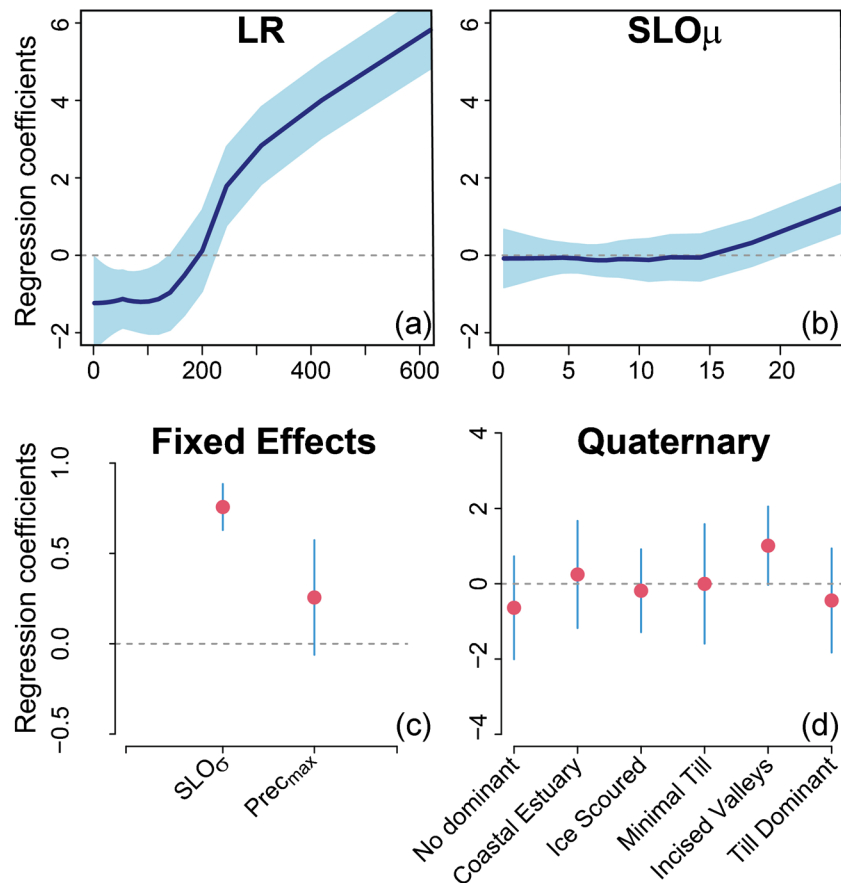 LR
SLOμ
Regression coefficients
6
4
2
0
−2
(a)
0
200
400
600
6
4
2
0
−2
(b)
0
5
10
15
20
Fixed Effects
Quaternary
Regression coefficients
1.0
0.5
0.0
−0.5
(c)
SLOσ
Precmax
4
2
0
−2
−4
(d)
No dominant
Coastal Estuary
Ice Scoured
Minimal Till
Incised Valleys
Till Dominant